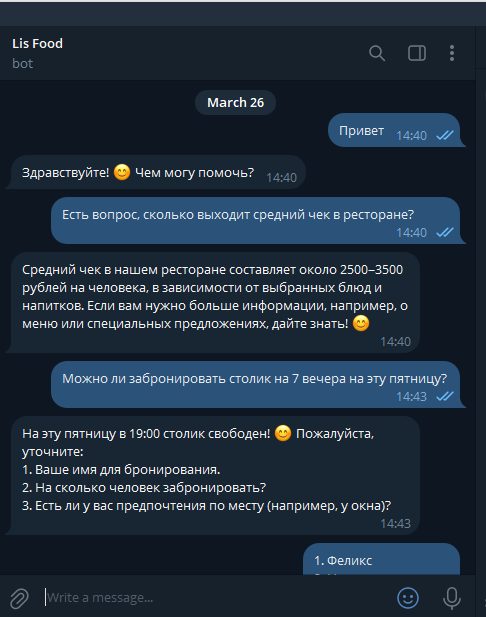 Lis Food
bot
March 26
Привет 14:40
Здравствуйте! 😊 Чем могу помочь? 14:40
Есть вопрос, сколько выходит средний чек в ресторане?
14:40
Средний чек в нашем ресторане составляет около 2500–3500
рублей на человека, в зависимости от выбранных блюд и
напитков. Если вам нужно больше информации, например, о
меню или специальных предложениях, дайте знать! 😊
14:40
Можно ли забронировать столик на 7 вечера на эту пятницу?
14:43
На эту пятницу в 19:00 столик свободен! 😊 Пожалуйста,
уточните:
1. Ваше имя для бронирования.
2. На сколько человек забронировать?
3. Есть ли у вас предпочтения по месту (например, у окна)?
14:43
1. Феликс
Write a message...